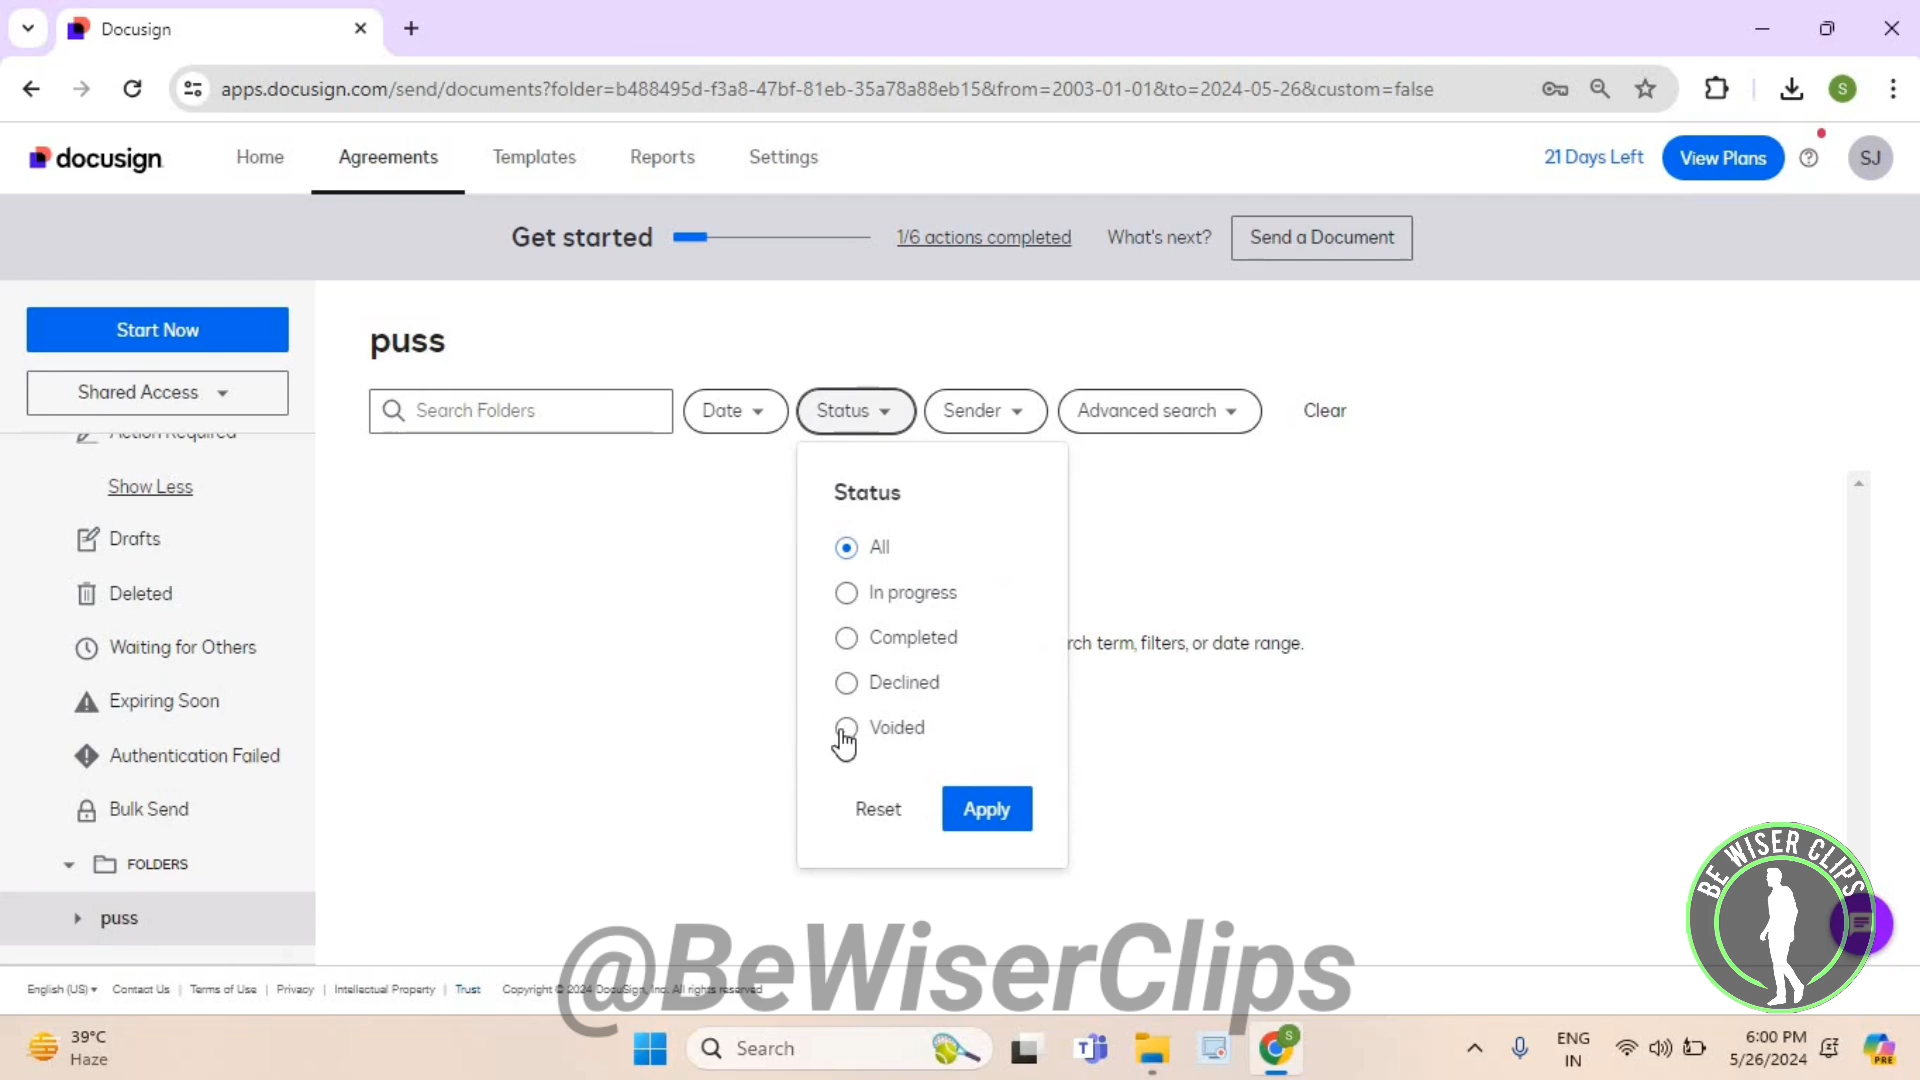 Docusign
apps.docusign.com/send/documents?folder=b488495d-f3a8-47bf-81eb-35a78a88eb15&from=2003-01-01&to=2024-05-26&custom=false
S
docusign
Home
Agreements
Templates
Reports
Settings
21 Days Left
View Plans
SJ
Get started
1/6 actions completed
What's next?
Send a Document
Start Now
Shared Access
Action Required
Show Less
Drafts
Deleted
Waiting for Others
Expiring Soon
Authentication Failed
Bulk Send
FOLDERS
puss
puss
Search Folders
Date
Status
Sender
Advanced search
Clear
Status
All
In progress
Completed
Declined
Voided
Reset
Apply
rch term, filters, or date range.
BE WISER CLIPS
@BeWiserClips
English (US)
Contact Us
Terms of Use
Privacy
Intellectual Property
Trust
Copyright © 2024 DocuSign, Inc. All rights reserved
39°C
Haze
Search
T
S
ENG
IN
6:00 PM
5/26/2024
PRE